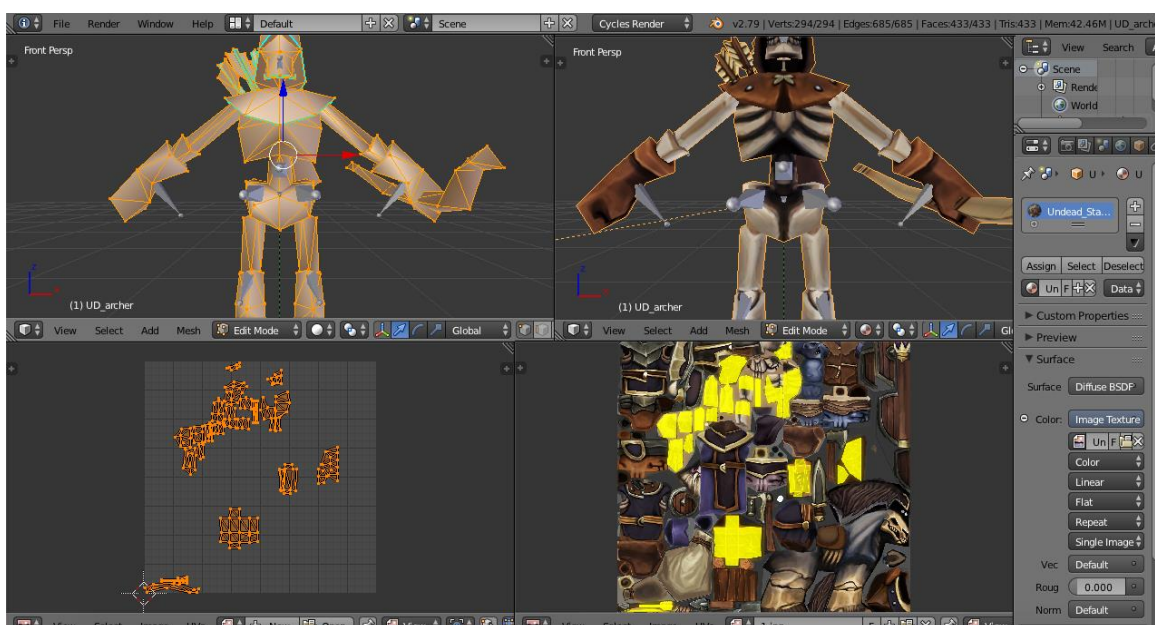 File Render Window Help Default Scene Cycles Render v2.79 | Verts:294/294 | Edges:685/685 | Faces:433/433 | Tris:433 | Mem:42.46M | UD_arche
Front Persp
(1) UD_archer
View Select Add Mesh Edit Mode Global
Front Persp
(1) UD_archer
View Select Add Mesh Edit Mode Gl
View Search
Scene
Rende
World
U U
Undead_Sta...
Assign Select Deselect
Un F Data
Custom Properties
Preview
Surface
Surface Diffuse BSDF
Color: Image Texture
Un F
Color
Linear
Flat
Repeat
Single Image
Vec Default
Roug 0.000
Norm Default